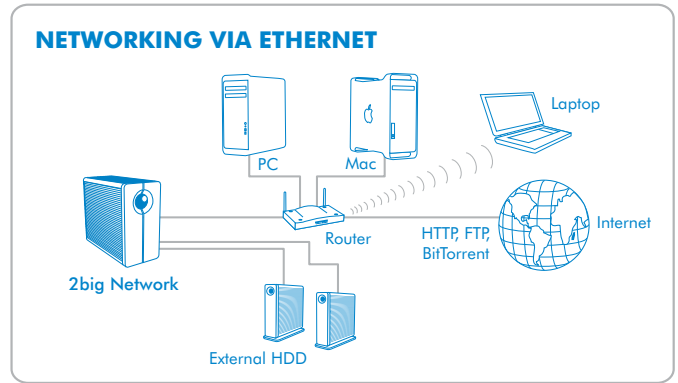 NETWORKING VIA ETHERNET
Laptop
PC
Mac
Router
HTTP, FTP,
BitTorrent
Internet
2big Network
External HDD